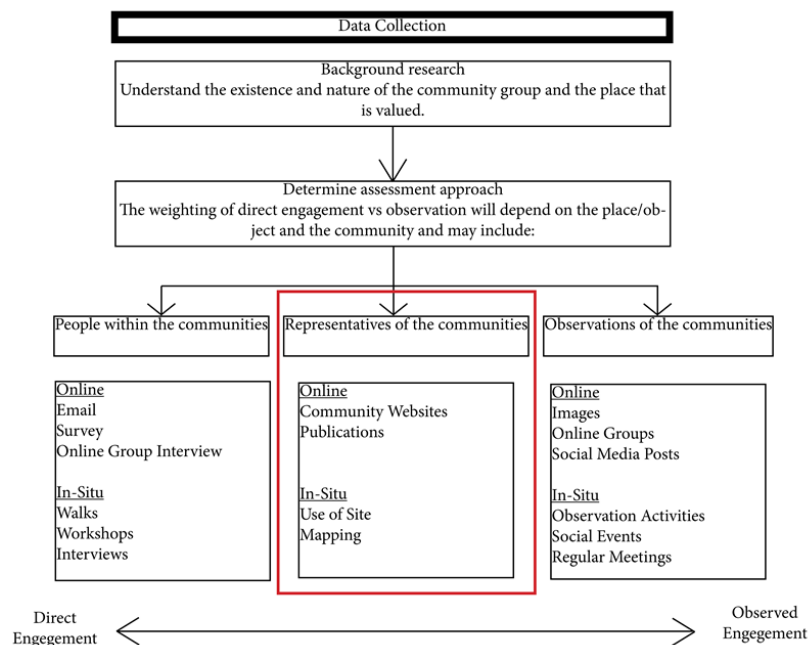 Data Collection
Background research
Understand the existence and nature of the community group and the place that
is valued.
Determine assessment approach
The weighting of direct engagement vs observation will depend on the place/ob-
ject and the community and may include:
People within the communities
Representatives of the communities
Observations of the communities
Online
Email
Survey
Online Group Interview
In-Situ
Walks
Workshops
Interviews
Online
Community Websites
Publications
In-Situ
Use of Site
Mapping
Online
Images
Online Groups
Social Media Posts
In-Situ
Observation Activities
Social Events
Regular Meetings
Direct
Engegement
Observed
Engegement